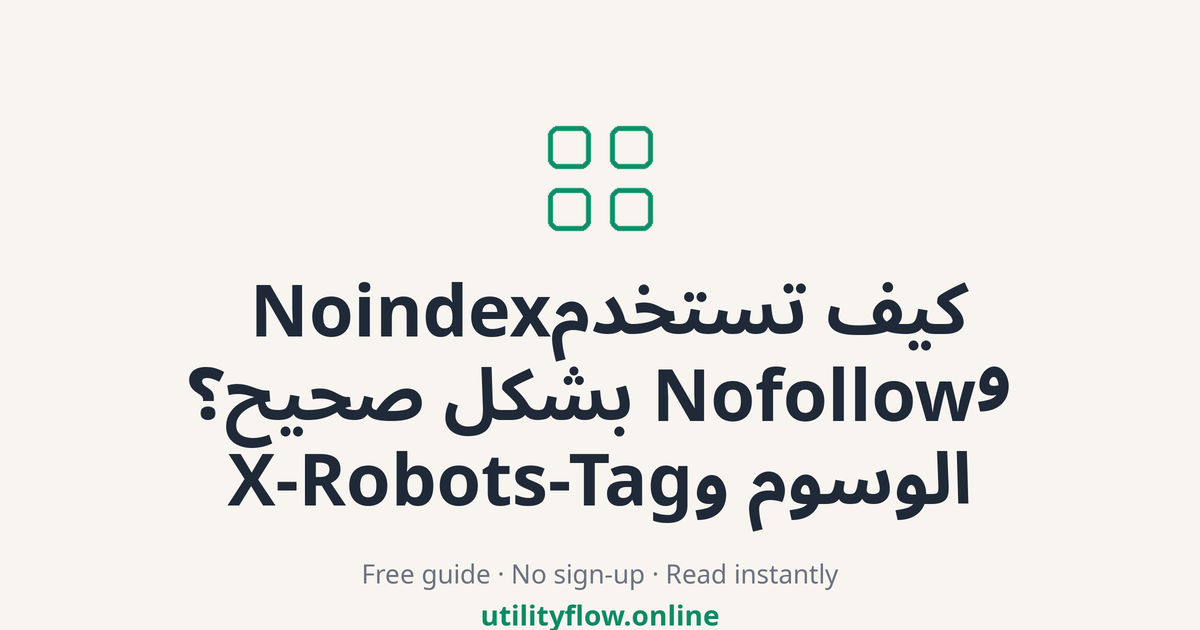 كيف تستخدم Noindex
وNofollow بشكل صحيح؟
الوسوم وX-Robots-Tag
Free guide · No sign-up · Read instantly
utilityflow.online